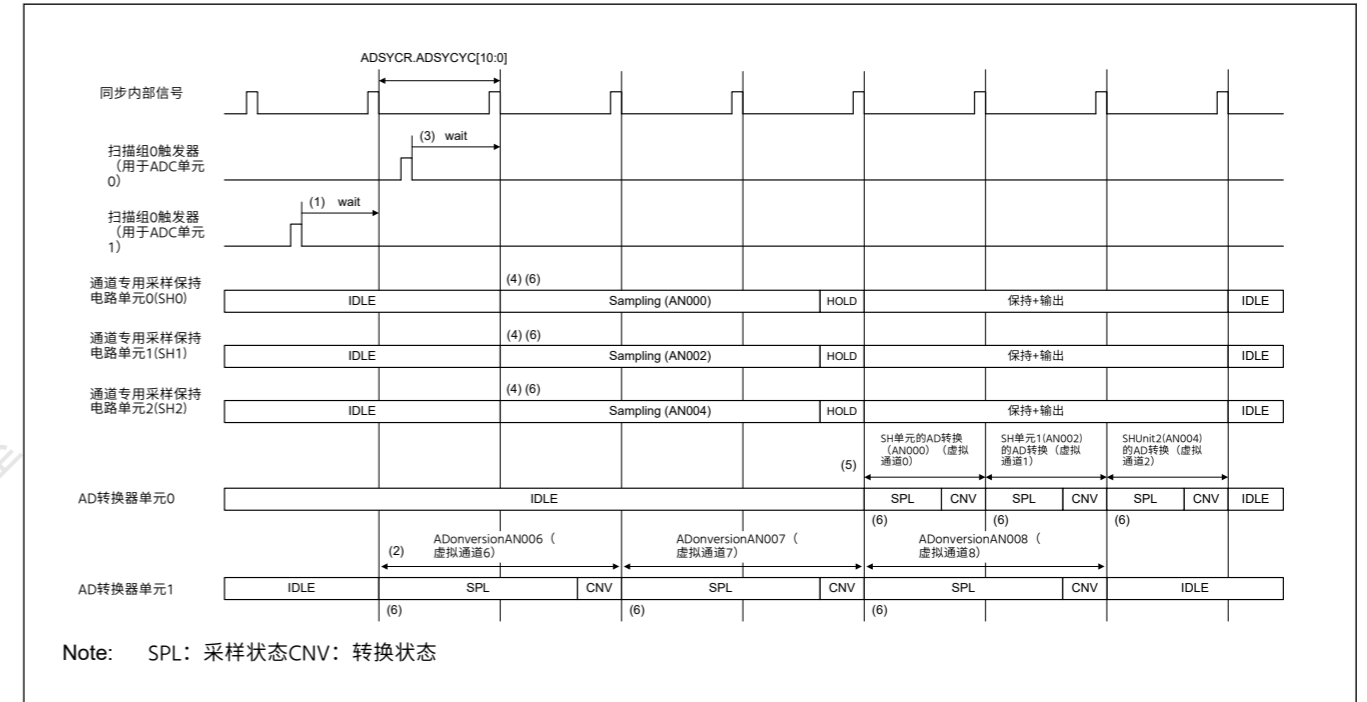 ADSYCR.ADSYCYC[10:0]
同步内部信号
(3) wait
扫描组0触发器
（用于ADC单元
0）
(1) wait
扫描组0触发器
（用于ADC单元
1）
通道专用采样保持
电路单元0(SH0)
(4) (6)
IDLE Sampling (AN000) HOLD 保持+输出 IDLE
通道专用采样保持
电路单元1(SH1)
(4) (6)
IDLE Sampling (AN002) HOLD 保持+输出 IDLE
通道专用采样保持
电路单元2(SH2)
(4) (6)
IDLE Sampling (AN004) HOLD 保持+输出 IDLE
SH单元的AD转换
（AN000）（虚拟
通道0）
SH单元1(AN002)
的AD转换（虚拟
通道1）
SHUnit2(AN004)
的AD转换（虚拟
通道2）
(5)
AD转换器单元0
IDLE SPL CNV SPL CNV SPL CNV IDLE
(6) (6) (6)
(2)
ADonversionAN006（
虚拟通道6）
ADonversionAN007（
虚拟通道7）
ADonversionAN008（
虚拟通道8）
AD转换器单元1
IDLE SPL CNV SPL CNV SPL CNV IDLE
(6) (6) (6)
Note: SPL：采样状态CNV：转换状态